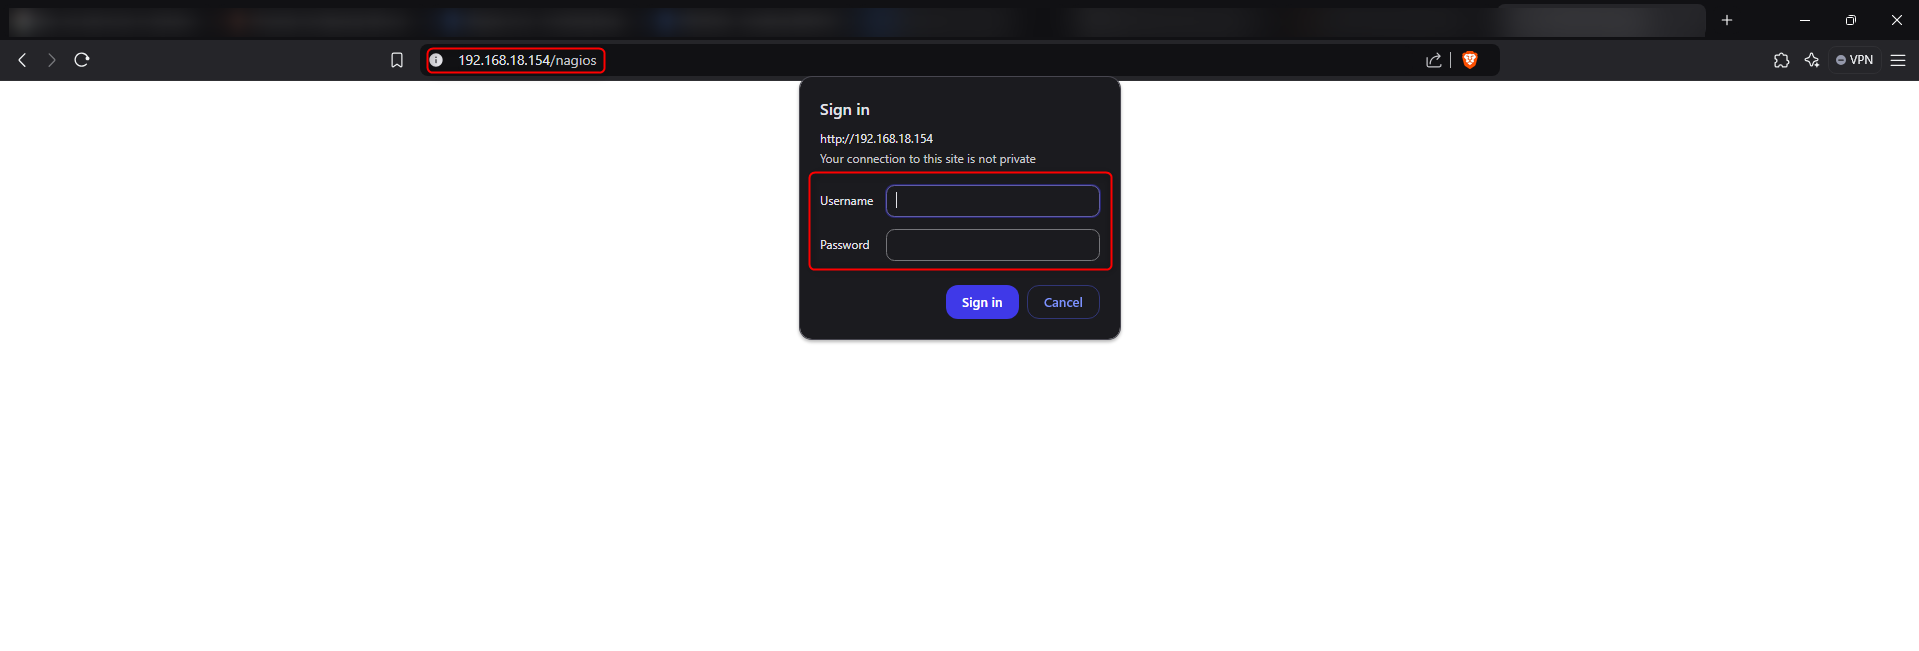 192.168.18.154/nagios
VPN
Sign in
http://192.168.18.154
Your connection to this site is not private
Username
Password
Sign in
Cancel